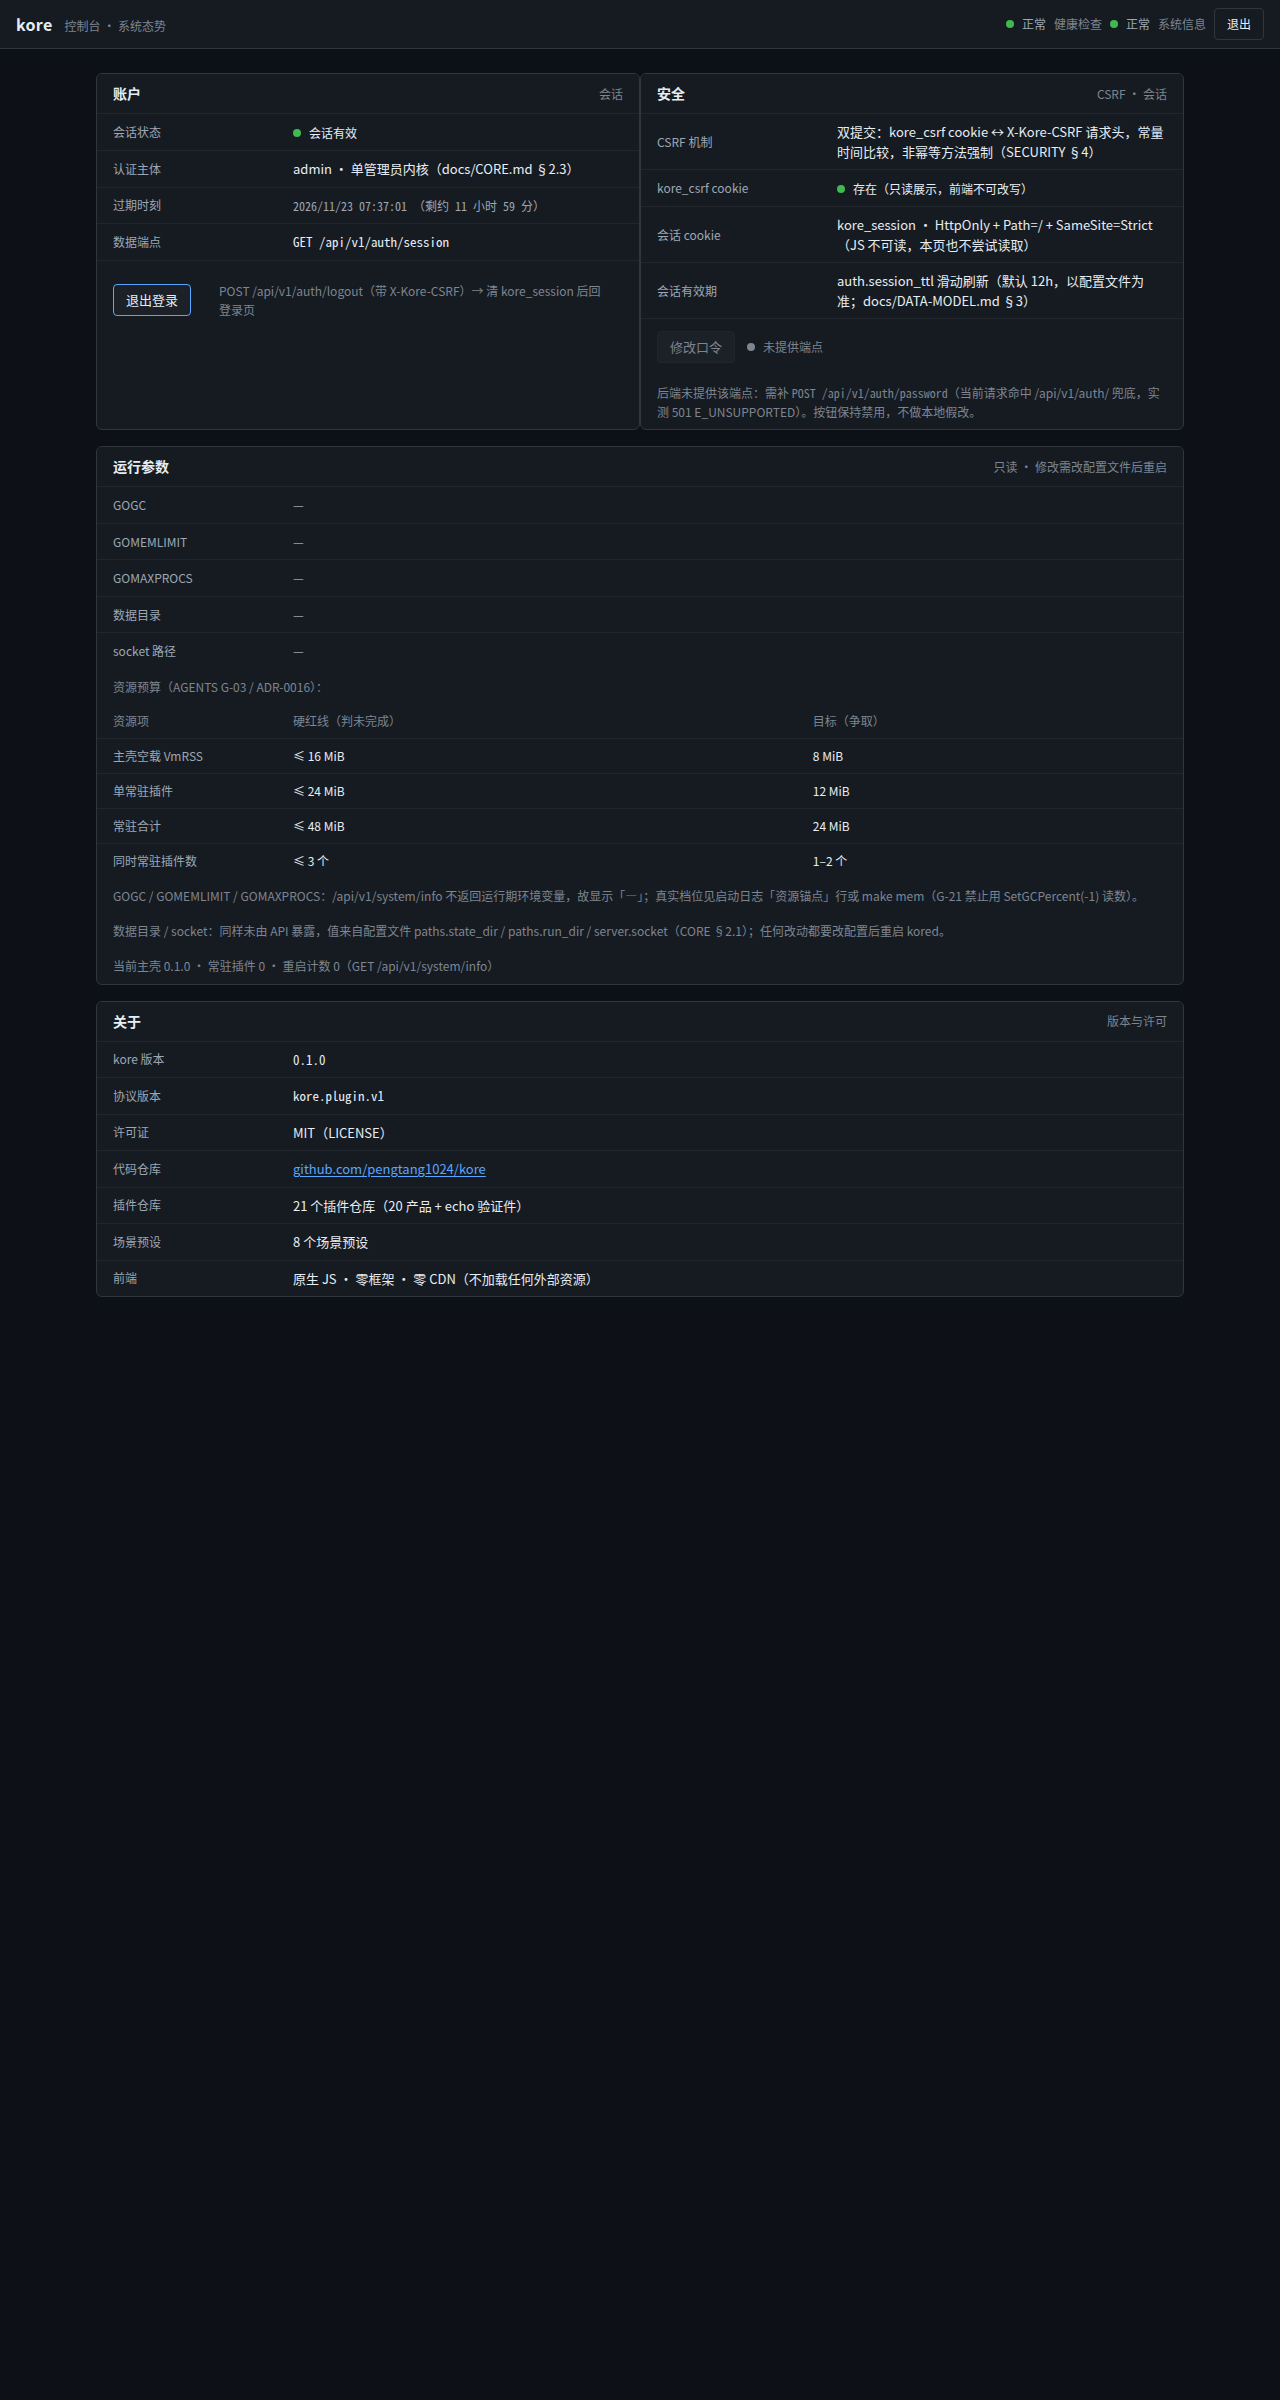 kore 控制台 · 系统态势
正常 健康检查 正常 系统信息 退出
账户 会话
会话状态 会话有效
认证主体 admin · 单管理员内核（docs/CORE.md §2.3）
过期时刻 2026/11/23 07:37:01 （剩约 11 小时 59 分）
数据端点 GET /api/v1/auth/session
退出登录 POST /api/v1/auth/logout（带 X-Kore-CSRF）→ 清 kore_session 后回
登录页
安全 CSRF · 会话
CSRF 机制 双提交：kore_csrf cookie ↔ X-Kore-CSRF 请求头，常量
时间比较，非幂等方法强制（SECURITY §4）
kore_csrf cookie 存在（只读展示，前端不可改写）
会话 cookie kore_session · HttpOnly + Path=/ + SameSite=Strict
（JS 不可读，本页也不尝试读取）
会话有效期 auth.session_ttl 滑动刷新（默认 12h，以配置文件为
准；docs/DATA-MODEL.md §3）
修改口令 未提供端点
后端未提供该端点：需补 POST /api/v1/auth/password（当前请求命中 /api/v1/auth/ 兜底，实
测 501 E_UNSUPPORTED）。按钮保持禁用，不做本地假改。
运行参数 只读 · 修改需改配置文件后重启
GOGC —
GOMEMLIMIT —
GOMAXPROCS —
数据目录 —
socket 路径 —
资源预算（AGENTS G-03 / ADR-0016）：
资源项 硬红线（判未完成） 目标（争取）
主壳空载 VmRSS ≤ 16 MiB 8 MiB
单常驻插件 ≤ 24 MiB 12 MiB
常驻合计 ≤ 48 MiB 24 MiB
同时常驻插件数 ≤ 3 个 1–2 个
GOGC / GOMEMLIMIT / GOMAXPROCS：/api/v1/system/info 不返回运行期环境变量，故显示「—」；真实档位见启动日志「资源锚点」行或 make mem（G-21 禁止用 SetGCPercent(-1) 读数）。
数据目录 / socket：同样未由 API 暴露，值来自配置文件 paths.state_dir / paths.run_dir / server.socket（CORE §2.1）；任何改动都要改配置后重启 kored。
当前主壳 0.1.0 · 常驻插件 0 · 重启计数 0（GET /api/v1/system/info）
关于 版本与许可
kore 版本 0.1.0
协议版本 kore.plugin.v1
许可证 MIT（LICENSE）
代码仓库 github.com/pengtang1024/kore
插件仓库 21 个插件仓库（20 产品 + echo 验证件）
场景预设 8 个场景预设
前端 原生 JS · 零框架 · 零 CDN（不加载任何外部资源）